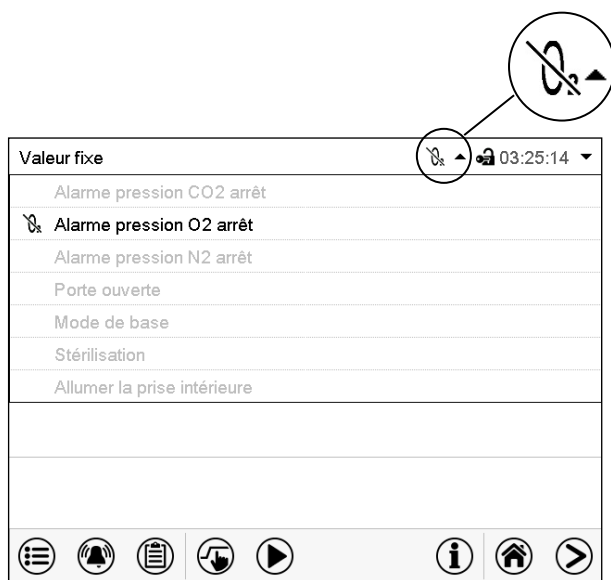 Valeur fixe 03:25:14
Alarme pression CO2 arrêt
Alarme pression O2 arrêt
Alarme pression N2 arrêt
Porte ouverte
Mode de base
Stérilisation
Allumer la prise intérieure